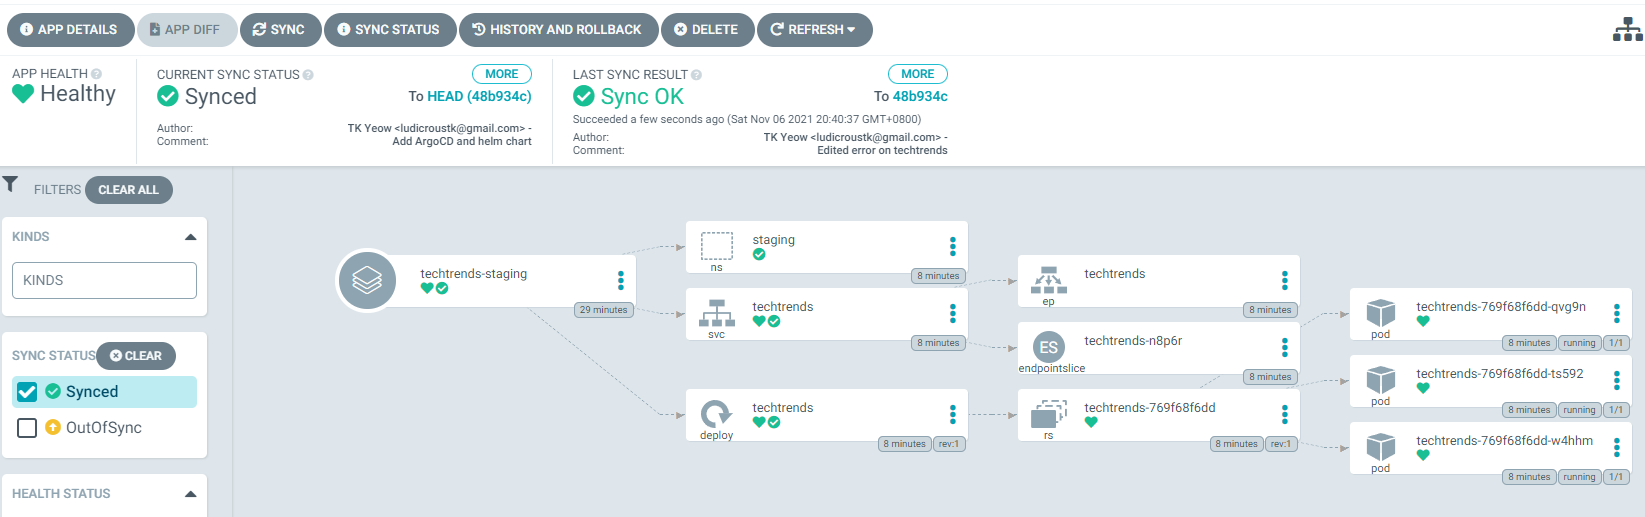 APP DETAILS APP DIFF SYNC SYNC STATUS HISTORY AND ROLLBACK DELETE REFRESH
APP HEALTH
Healthy
CURRENT SYNC STATUS MORE
Synced To HEAD (48b934c)
Author: TK Yeow <ludicroustk@gmail.com> -
Comment: Add ArgoCD and helm chart
LAST SYNC RESULT MORE
Sync OK To 48b934c
Succeeded a few seconds ago (Sat Nov 06 2021 20:40:37 GMT+0800)
Author: TK Yeow <ludicroustk@gmail.com> -
Comment: Edited error on techtrends
FILTERS CLEAR ALL
KINDS
KINDS
SYNC STATUS CLEAR
Synced
OutOfSync
HEALTH STATUS
techtrends-staging
29 minutes
staging
ns
8 minutes
techtrends
svc
8 minutes
techtrends
deploy
8 minutes rev:1
techtrends
ep
8 minutes
ES techtrends-n8p6r
endpointslice
8 minutes
techtrends-769f68f6dd
rs
8 minutes rev:1
techtrends-769f68f6dd-qvg9n
pod
8 minutes running 1/1
techtrends-769f68f6dd-ts592
pod
8 minutes running 1/1
techtrends-769f68f6dd-w4hhm
pod
8 minutes running 1/1